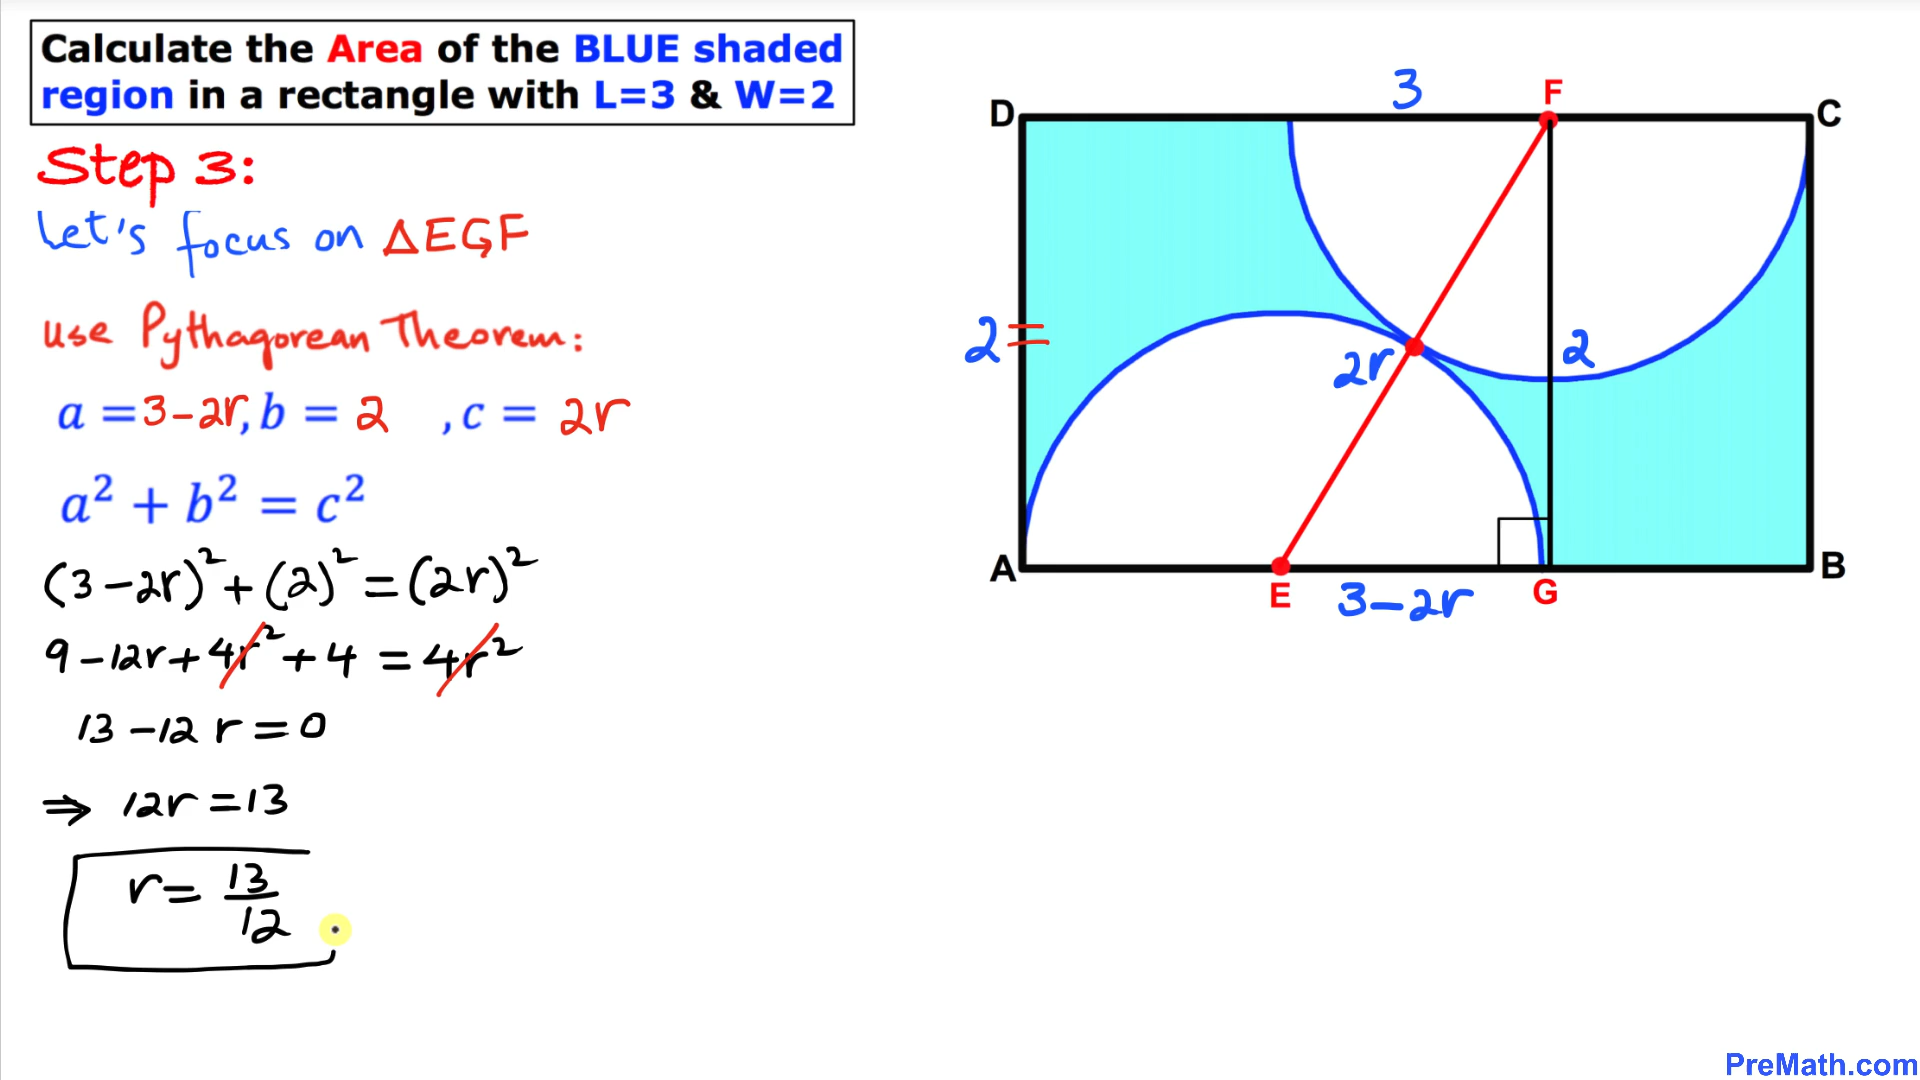 Calculate the Area of the BLUE shaded
region in a rectangle with L=3 & W=2
Step 3:
Let's focus on ΔEGF
use Pythagorean Theorem:
a = 3-2r, b = 2 , c = 2r
a² + b² = c²
(3-2r)² + (2)² = (2r)²
9-12r+4r²+4 = 4r²
13-12r=0
⇒ 12r=13
r= 13/12
3
D
F
C
2
2r
2
A
E
3-2r
G
B
PreMath.com